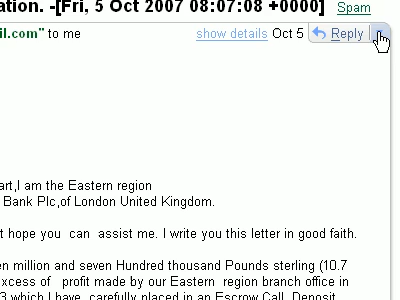 ation. -[Fri, 5 Oct 2007 08:07:08 +0000] Spam
il.com" to me show details Oct 5 Reply
art,I am the Eastern region
Bank Plc,of London United Kingdom.
t hope you can assist me. I write you this letter in good faith.
en million and seven Hundred thousand Pounds sterling (10.7
xcess of profit made by our Eastern region branch office in
3 which I have carefully placed in an Escrow Call Deposit